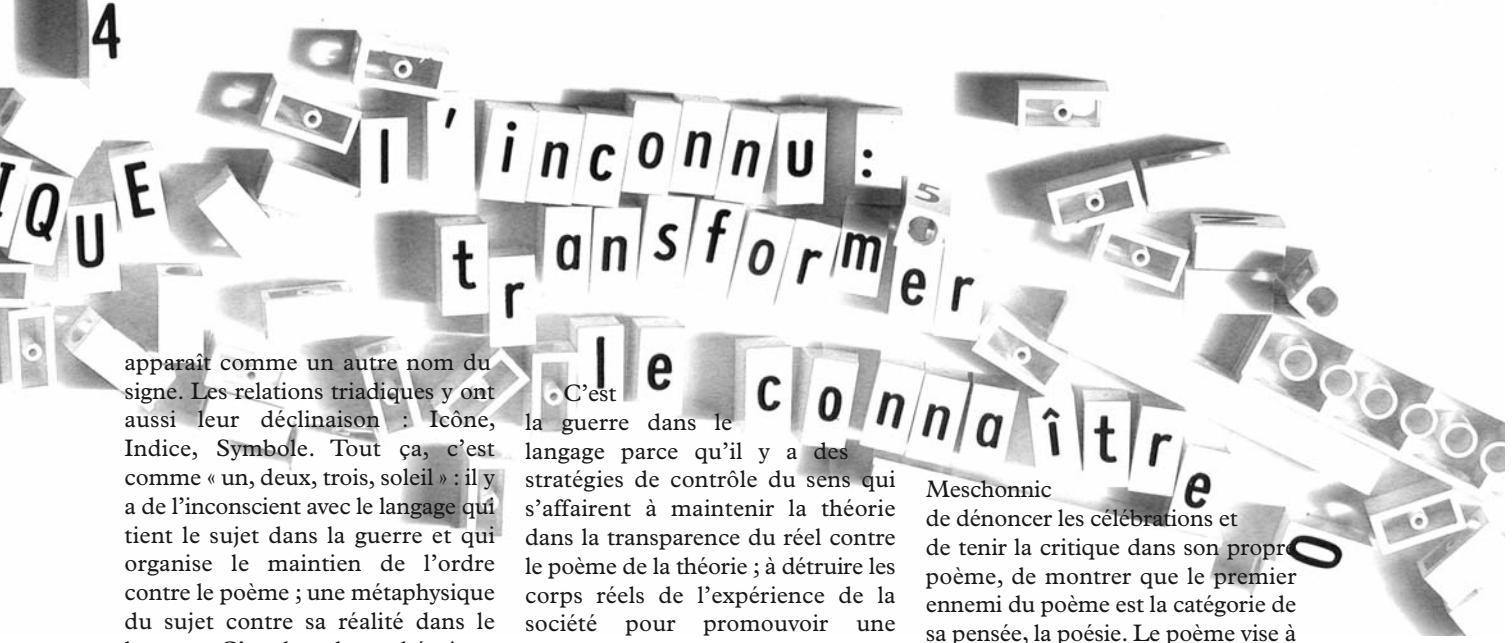 4
IQUE
l'inconnu :
transformer
le connaître
5
0
apparaît comme un autre nom du
signe. Les relations triadiques y ont
aussi leur déclinaison : Icône,
Indice, Symbole. Tout ça, c'est
comme « un, deux, trois, soleil » : il y
a de l'inconscient avec le langage qui
tient le sujet dans la guerre et qui
organise le maintien de l'ordre
contre le poème ; une métaphysique
du sujet contre sa réalité dans le
C'est
la guerre dans le
langage parce qu'il y a des
stratégies de contrôle du sens qui
s'affairent à maintenir la théorie
dans la transparence du réel contre
le poème de la théorie ; à détruire les
corps réels de l'expérience de la
société pour promouvoir une
Meschonnic
de dénoncer les célébrations et
de tenir la critique dans son propre
poème, de montrer que le premier
ennemi du poème est la catégorie de
sa pensée, la poésie. Le poème vise à